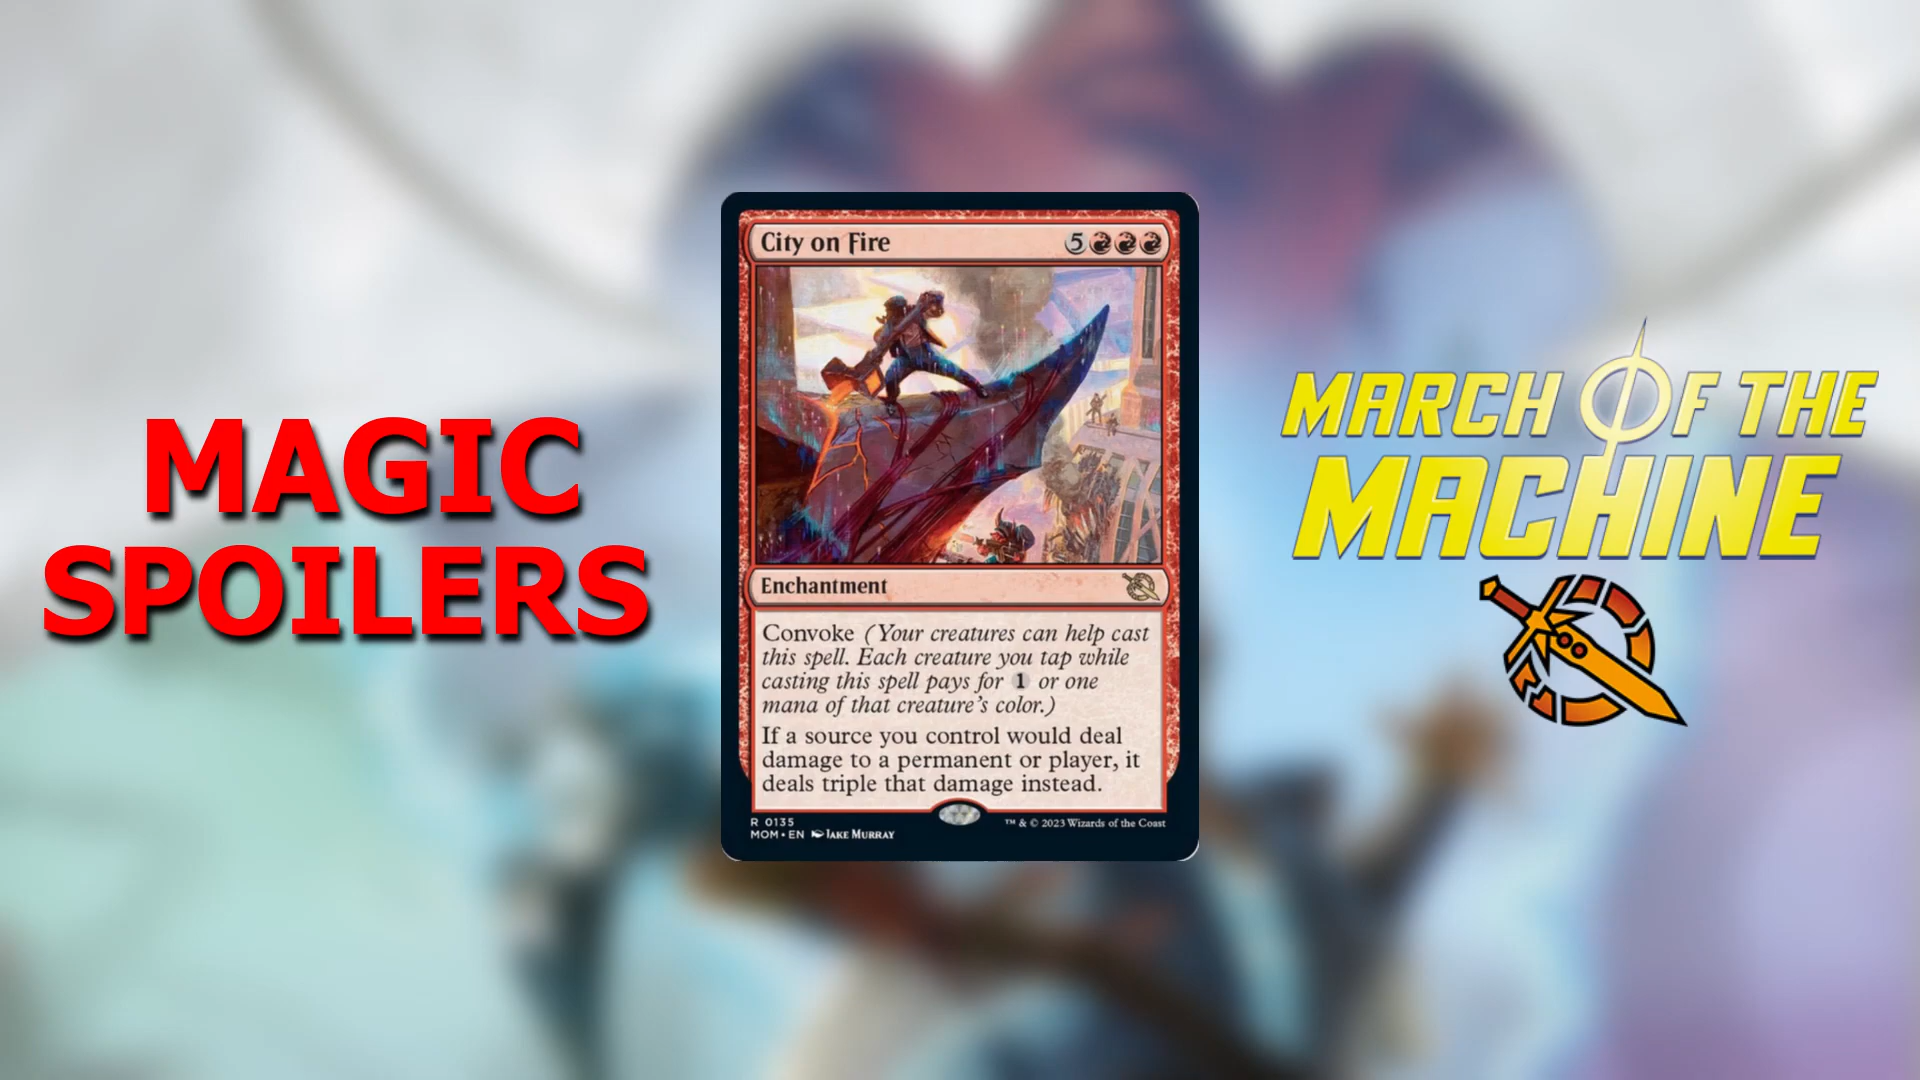 MAGIC
SPOILERS
City on Fire 5
Enchantment
Convoke (Your creatures can help cast
this spell. Each creature you tap while
casting this spell pays for 1 or one
mana of that creature's color.)
If a source you control would deal
damage to a permanent or player, it
deals triple that damage instead.
R 0135
MOM • EN JAKE MURRAY
™ & © 2023 Wizards of the Coast
MARCH OF THE
MACHINE